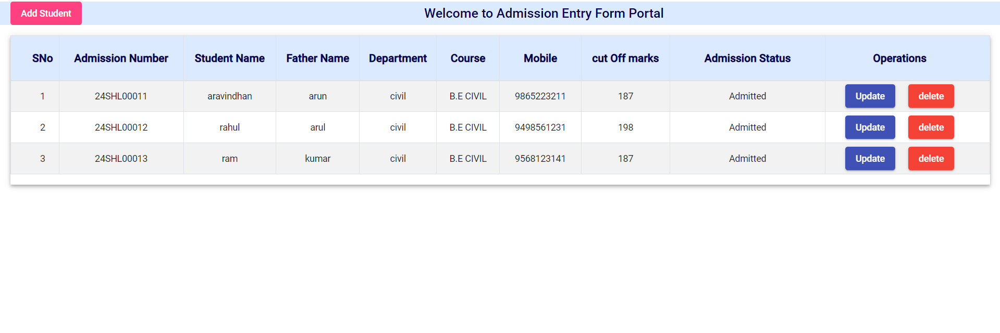 Add Student Welcome to Admission Entry Form Portal
SNo Admission Number Student Name Father Name Department Course Mobile cut Off marks Admission Status Operations
1 24SHL00011 aravindhan arun civil B.E CIVIL 9865223211 187 Admitted Update delete
2 24SHL00012 rahul arul civil B.E CIVIL 9498561231 198 Admitted Update delete
3 24SHL00013 ram kumar civil B.E CIVIL 9568123141 187 Admitted Update delete